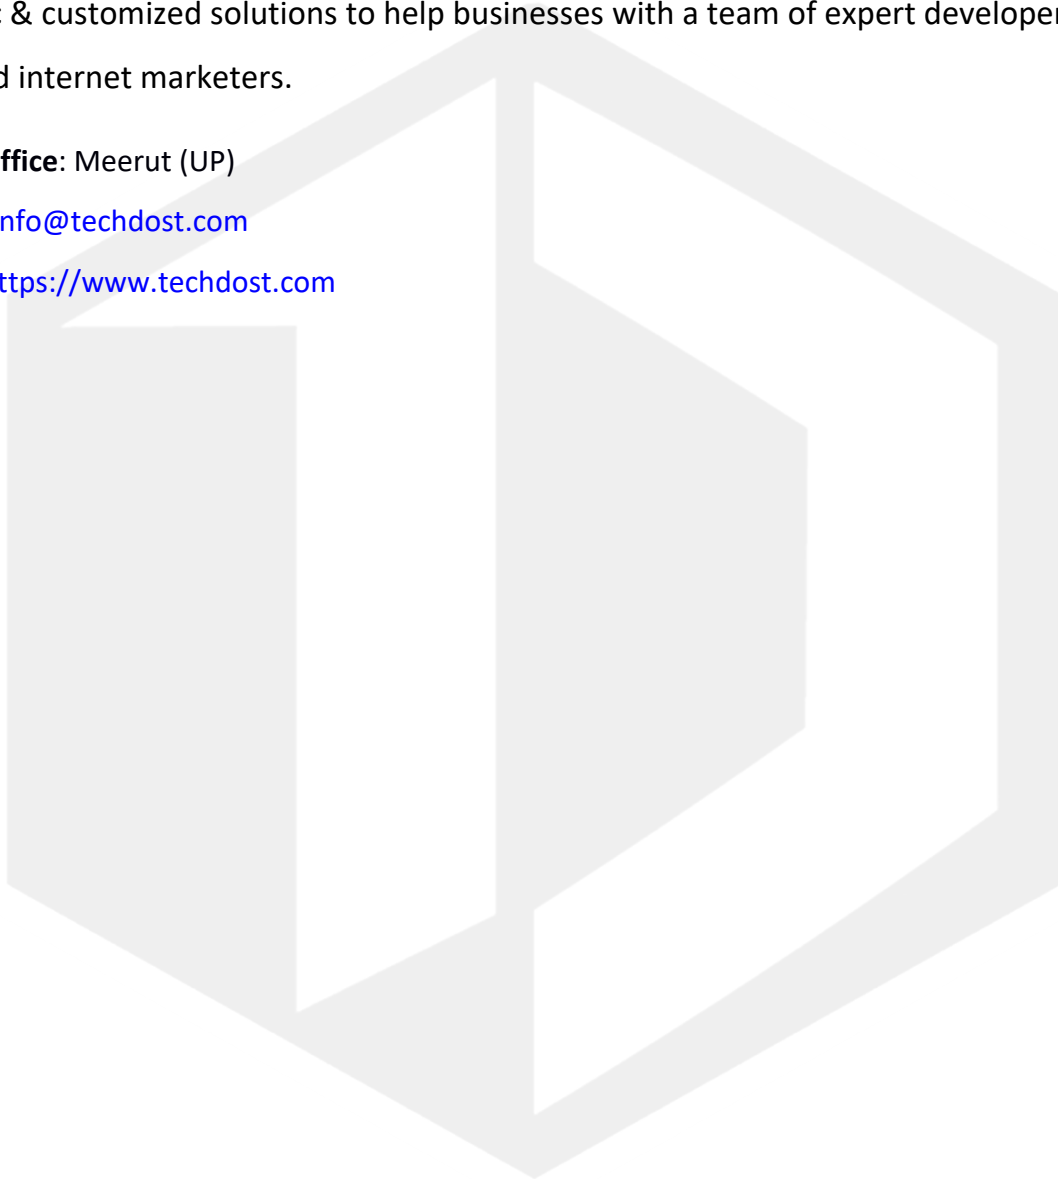 & customized solutions to help businesses with a team of expert developer
internet marketers.
ffice: Meerut (UP)
nfo@techdost.com
ttps://www.techdost.com